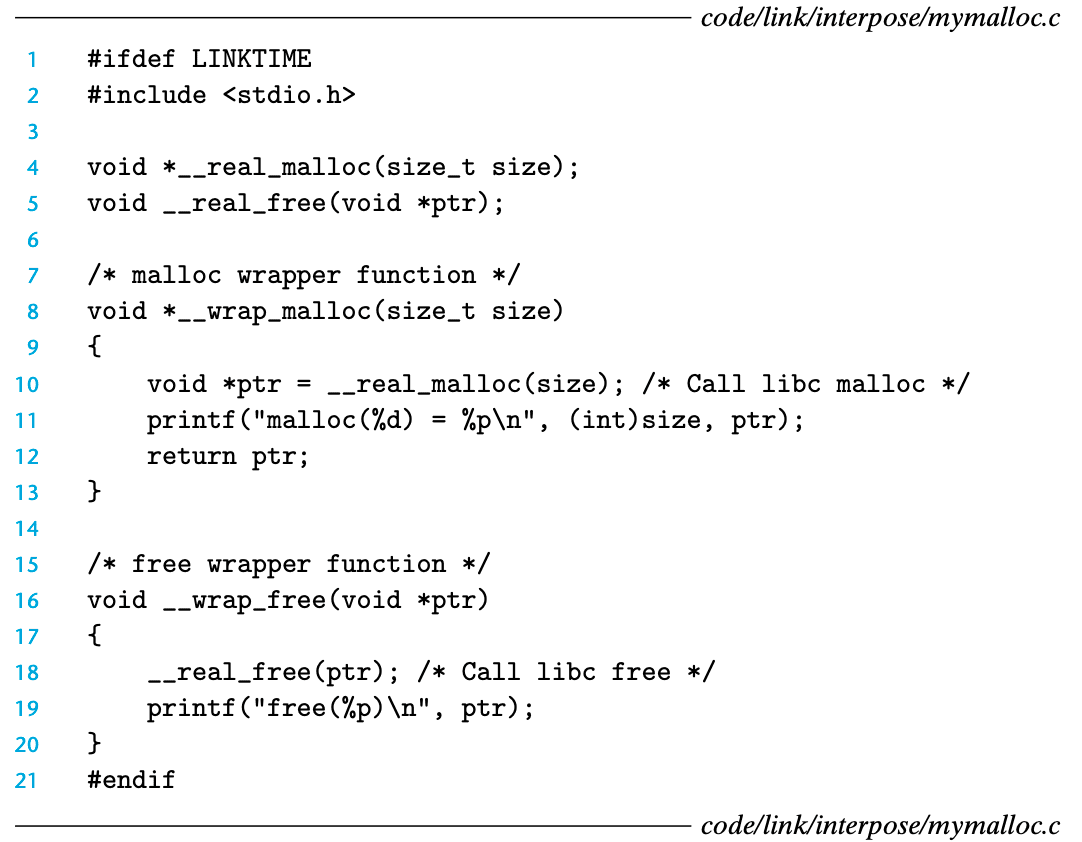 code/link/interpose/mymalloc.c
1 #ifdef LINKTIME
2 #include <stdio.h>
3
4 void *__real_malloc(size_t size);
5 void __real_free(void *ptr);
6
7 /* malloc wrapper function */
8 void *__wrap_malloc(size_t size)
9 {
10     void *ptr = __real_malloc(size); /* Call libc malloc */
11     printf("malloc(%d) = %p\n", (int)size, ptr);
12     return ptr;
13 }
14
15 /* free wrapper function */
16 void __wrap_free(void *ptr)
17 {
18     __real_free(ptr); /* Call libc free */
19     printf("free(%p)\n", ptr);
20 }
21 #endif
code/link/interpose/mymalloc.c